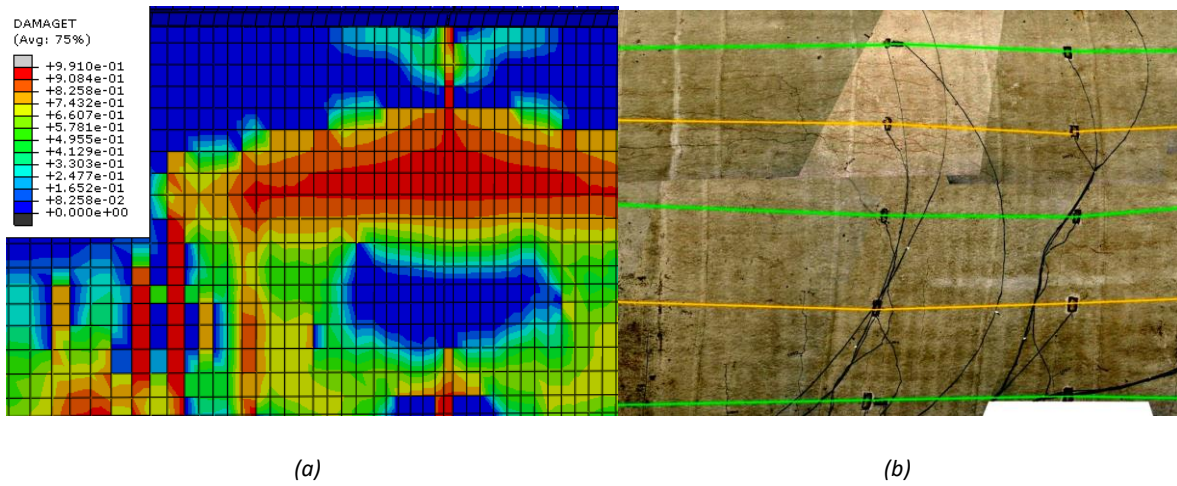 DAMAGET
(Avg: 75%)
+9.910e-01
+9.084e-01
+8.258e-01
+7.432e-01
+6.607e-01
+5.781e-01
+4.955e-01
+4.129e-01
+3.303e-01
+2.477e-01
+1.652e-01
+8.258e-02
+0.000e+00
(a)
(b)